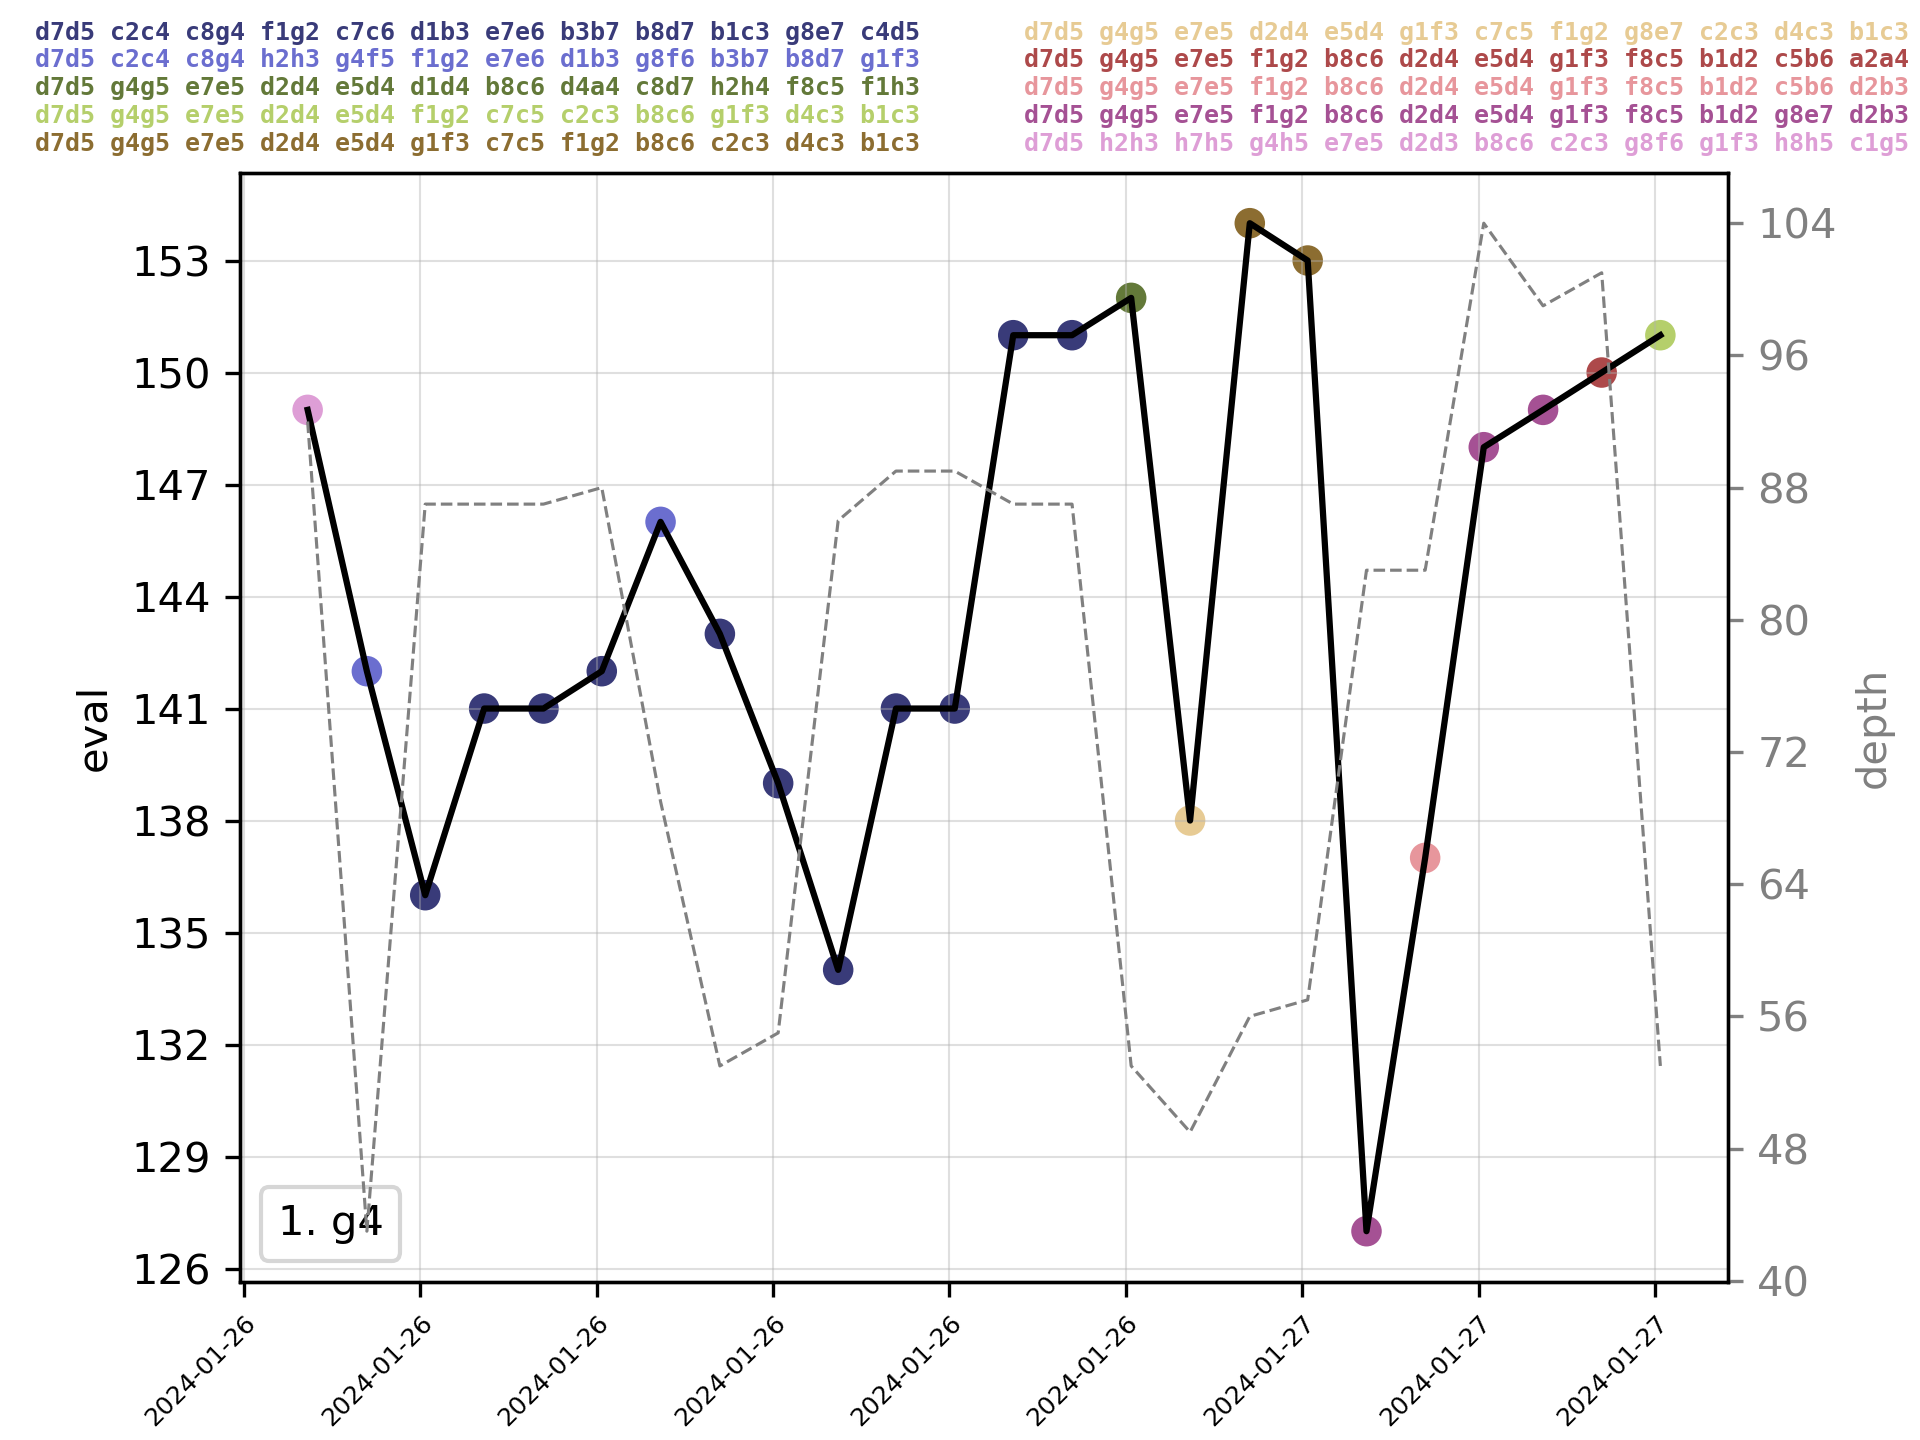 d7d5 c2c4 c8g4 f1g2 c7c6 d1b3 e7e6 b3b7 b8d7 b1c3 g8e7 c4d5
d7d5 c2c4 c8g4 h2h3 g4f5 f1g2 e7e6 d1b3 g8f6 b3b7 b8d7 g1f3
d7d5 g4g5 e7e5 d2d4 e5d4 d1d4 b8c6 d4a4 c8d7 h2h4 f8c5 f1h3
d7d5 g4g5 e7e5 d2d4 e5d4 f1g2 c7c5 c2c3 b8c6 g1f3 d4c3 b1c3
d7d5 g4g5 e7e5 d2d4 e5d4 g1f3 c7c5 f1g2 b8c6 c2c3 d4c3 b1c3
d7d5 g4g5 e7e5 d2d4 e5d4 g1f3 c7c5 f1g2 g8e7 c2c3 d4c3 b1c3
d7d5 g4g5 e7e5 f1g2 b8c6 d2d4 e5d4 g1f3 f8c5 b1d2 c5b6 a2a4
d7d5 g4g5 e7e5 f1g2 b8c6 d2d4 e5d4 g1f3 f8c5 b1d2 c5b6 d2b3
d7d5 g4g5 e7e5 f1g2 b8c6 d2d4 e5d4 g1f3 f8c5 b1d2 g8e7 d2b3
d7d5 h2h3 h7h5 g4h5 e7e5 d2d3 b8c6 c2c3 g8f6 g1f3 h8h5 c1g5
eval
153
150
147
144
141
138
135
132
129
126
1. g4
104
96
88
80
72
64
56
48
40
depth
2024-01-26
2024-01-26
2024-01-26
2024-01-26
2024-01-26
2024-01-26
2024-01-27
2024-01-27
2024-01-27